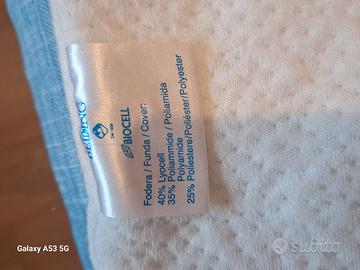 BIOCELL
Fodera / Funda / Cover:
40% Lyocell
35% Poliammide / Poliamida
Polyamide
25% Poliestere/Poliéster/Polyester
Galaxy A53 5G
subito